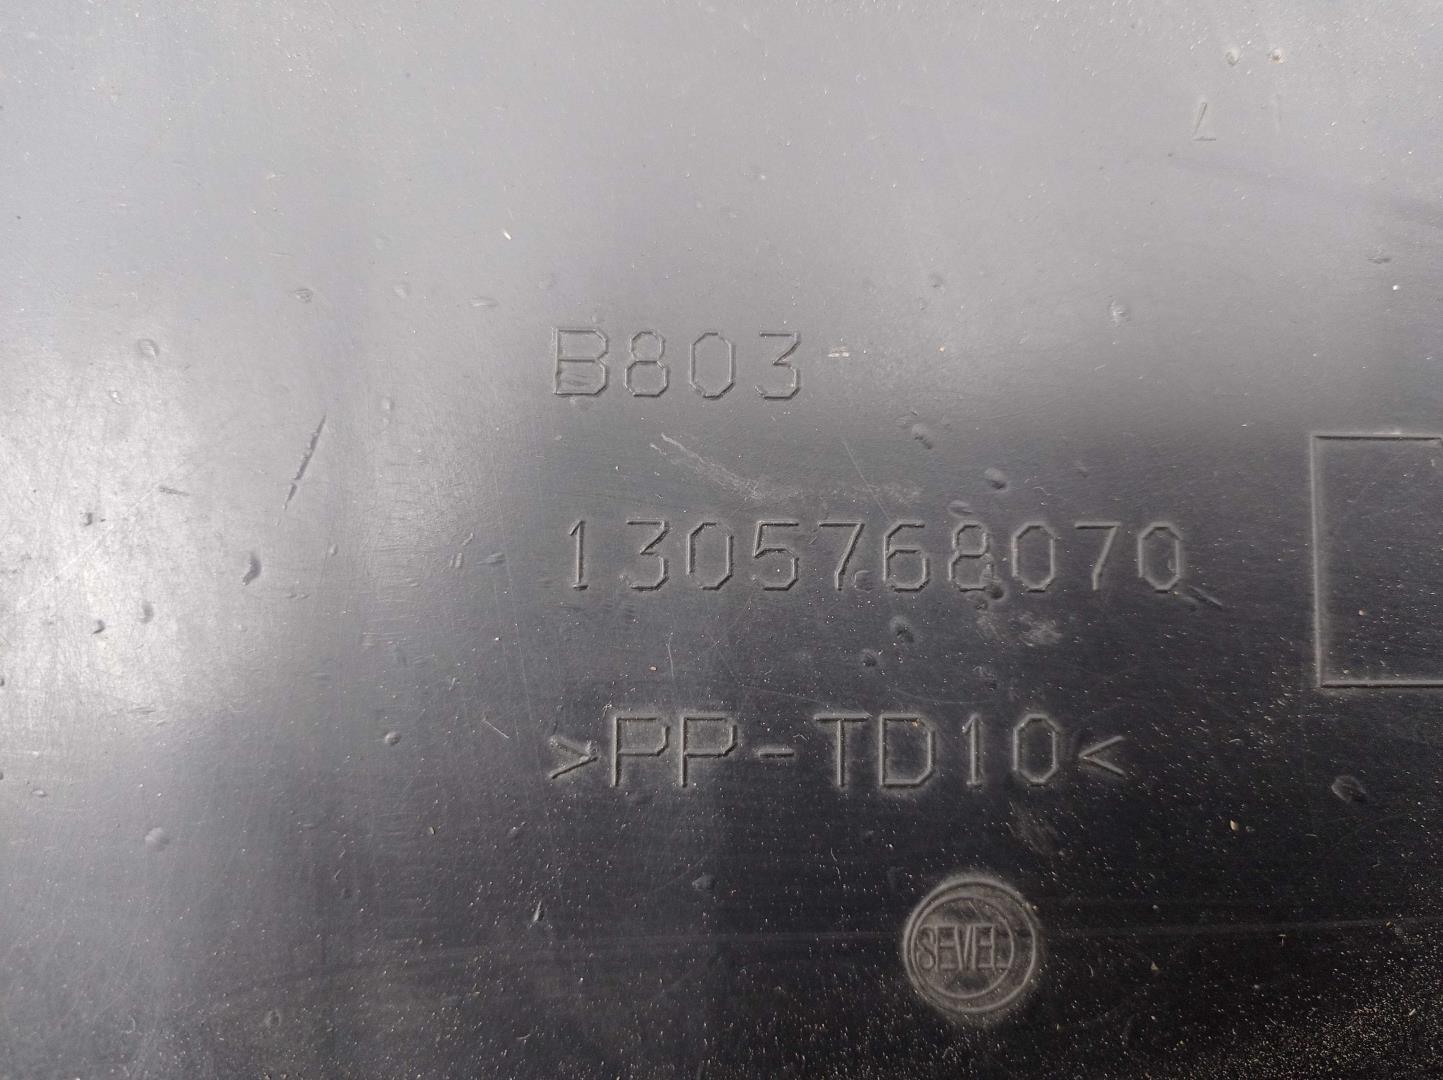 B803
1305768070
>PP-TD10<
SEVEL